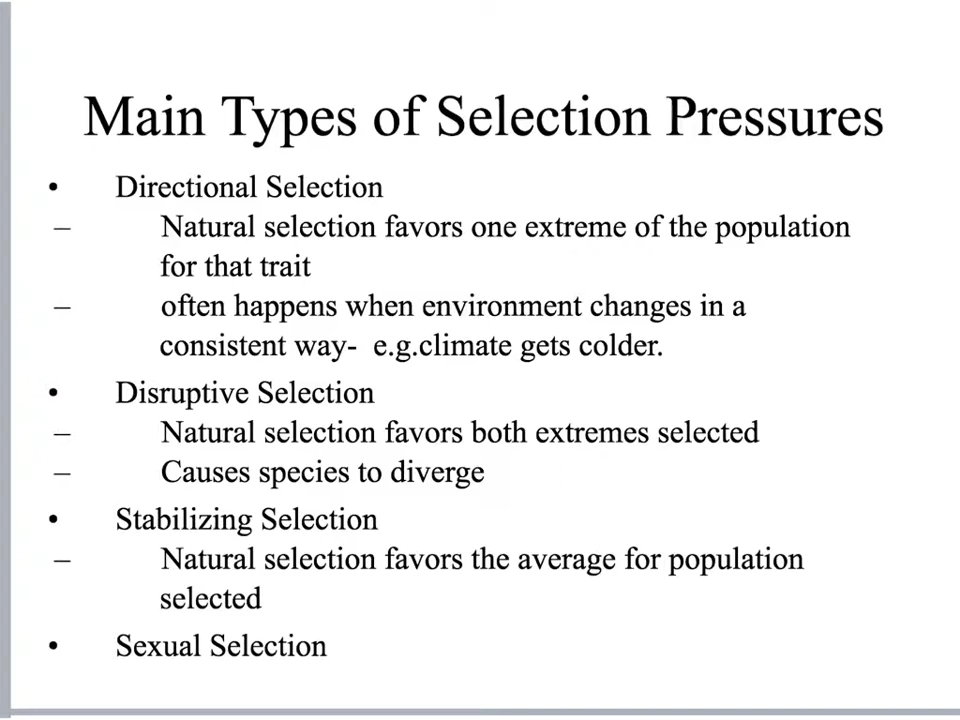 Main Types of Selection Pressures
• Directional Selection
– Natural selection favors one extreme of the population
for that trait
– often happens when environment changes in a
consistent way- e.g.climate gets colder.
• Disruptive Selection
– Natural selection favors both extremes selected
– Causes species to diverge
• Stabilizing Selection
– Natural selection favors the average for population
selected
• Sexual Selection